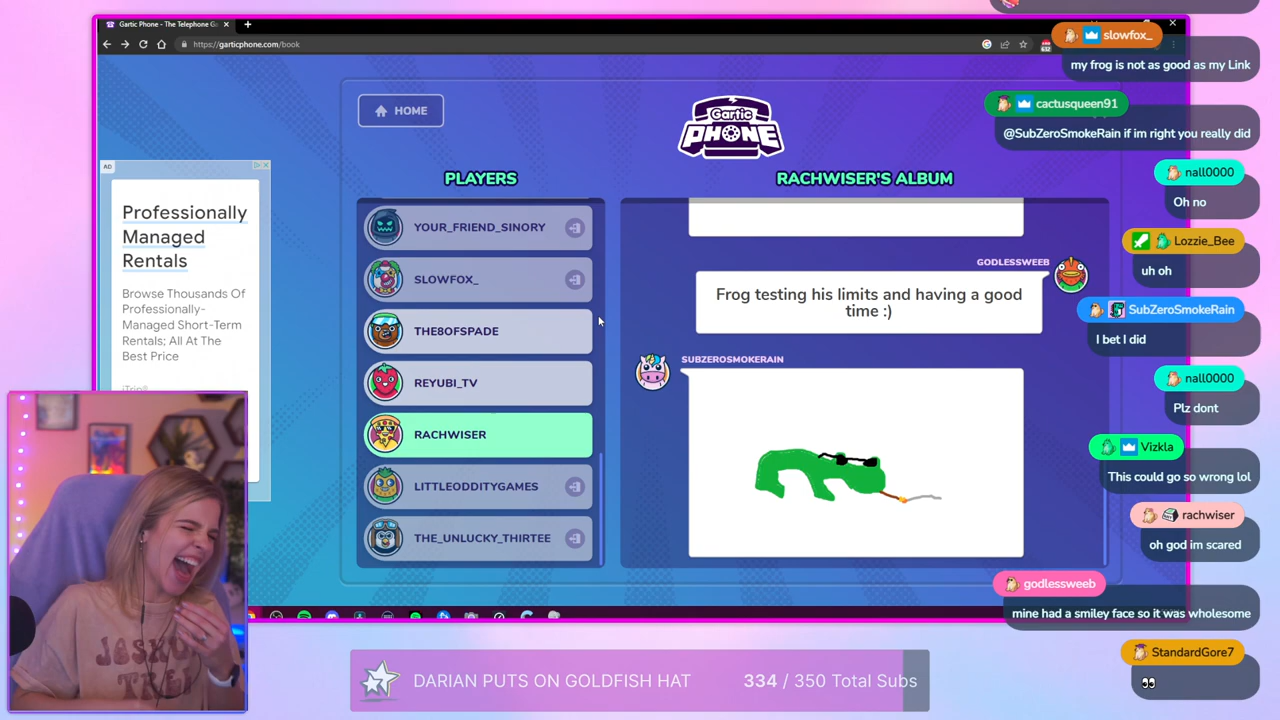 Gartic Phone - The Telephone G
https://garticphone.com/book
HOME
Gartic
PHONE
PLAYERS
RACHWISER'S ALBUM
AD
Professionally
Managed
Rentals
Browse Thousands Of
Professionally-
Managed Short-Term
Rentals; All At The
Best Price
YOUR_FRIEND_SINORY
SLOWFOX_
THE8OFSPADE
REYUBI_TV
RACHWISER
LITTLEODDITYGAMES
THE_UNLUCKY_THIRTEE
GODLESSWEEB
Frog testing his limits and having a good
time :)
SUBZEROSMOKERAIN
slowfox_
my frog is not as good as my Link
cactusqueen91
@SubZeroSmokeRain if im right you really did
nall0000
Oh no
Lozzie_Bee
uh oh
SubZeroSmokeRain
I bet I did
nall0000
Plz dont
Vizkla
This could go so wrong lol
rachwiser
oh god im scared
godlessweeb
mine had a smiley face so it was wholesome
StandardGore7
DARIAN PUTS ON GOLDFISH HAT
334 / 350 Total Subs